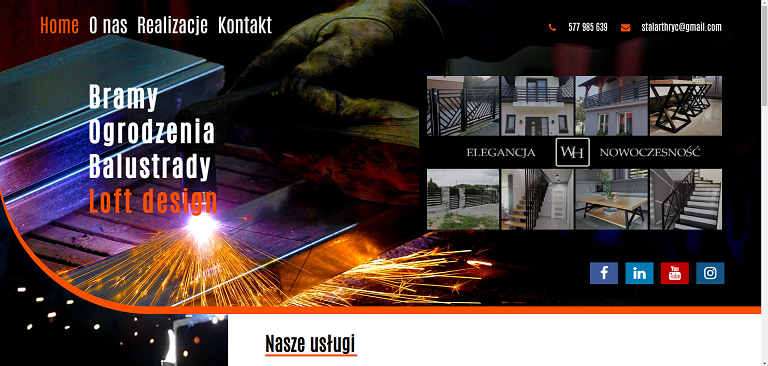 Home O nas Realizacje Kontakt
577 985 639 stalarthryc@gmail.com
Bramy
Ogrodzenia
Balustrady
Loft design
ELEGANCJA WH NOWOCZESNOŚĆ
f in You Tube
Nasze usługi